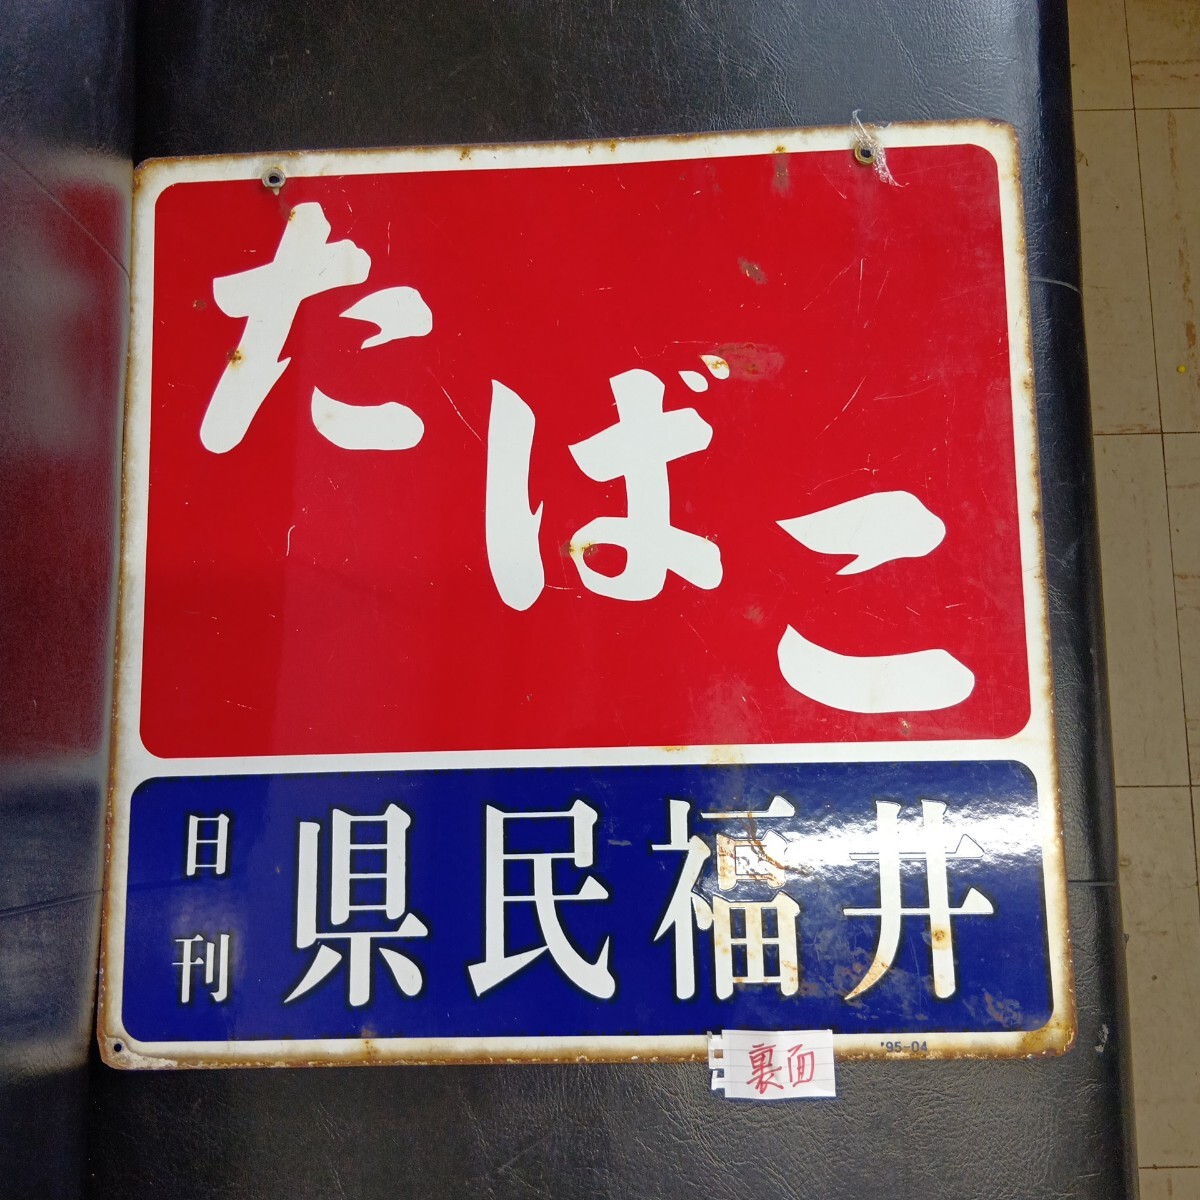 たばこ
日刊 県民福井
'95-04
裏面